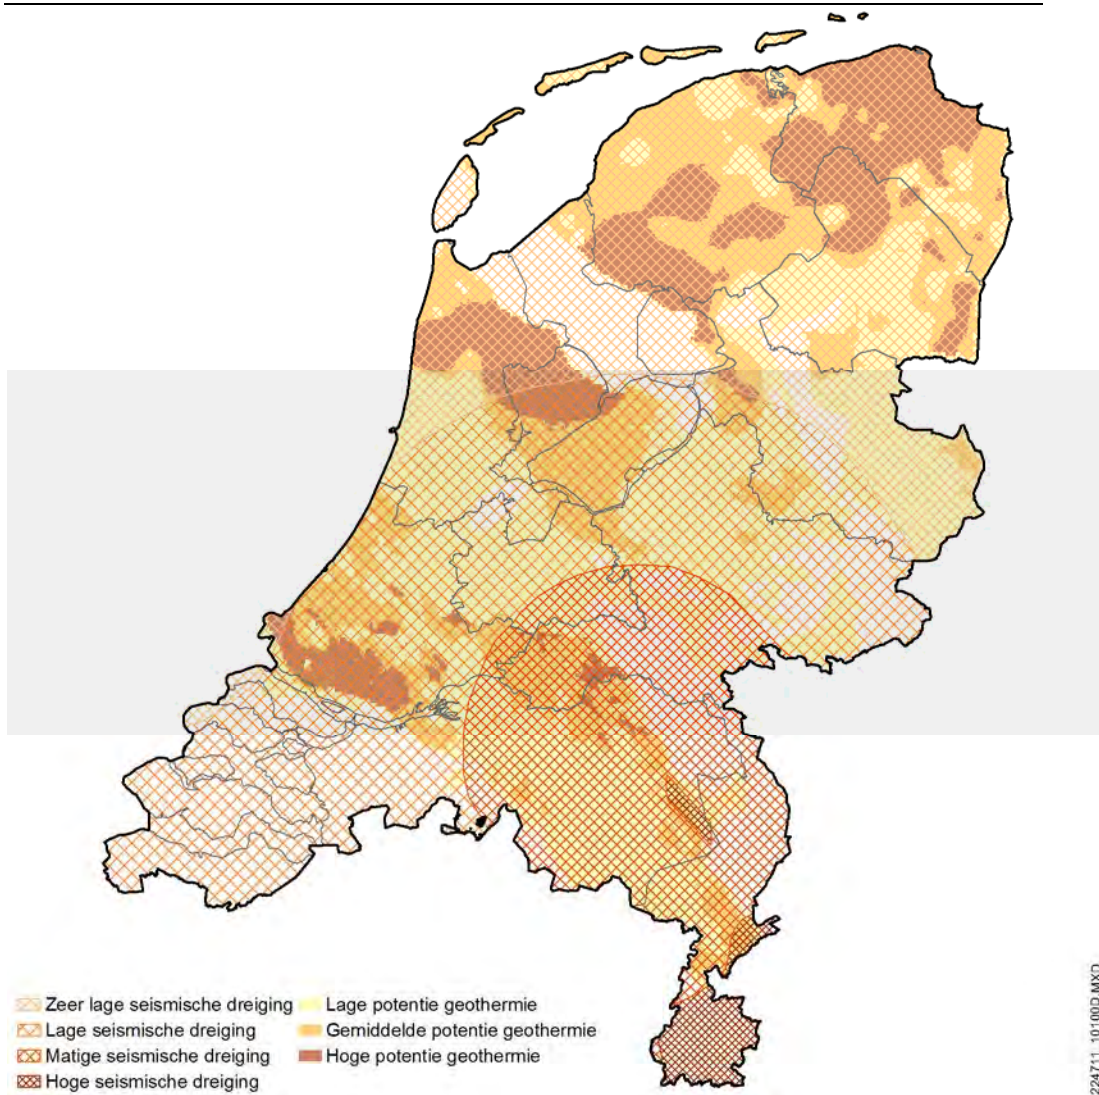 Zeer lage seismische dreiging
Lage seismische dreiging
Matige seismische dreiging
Hoge seismische dreiging
Lage potentie geothermie
Gemiddelde potentie geothermie
Hoge potentie geothermie
224711_10100D.MXD